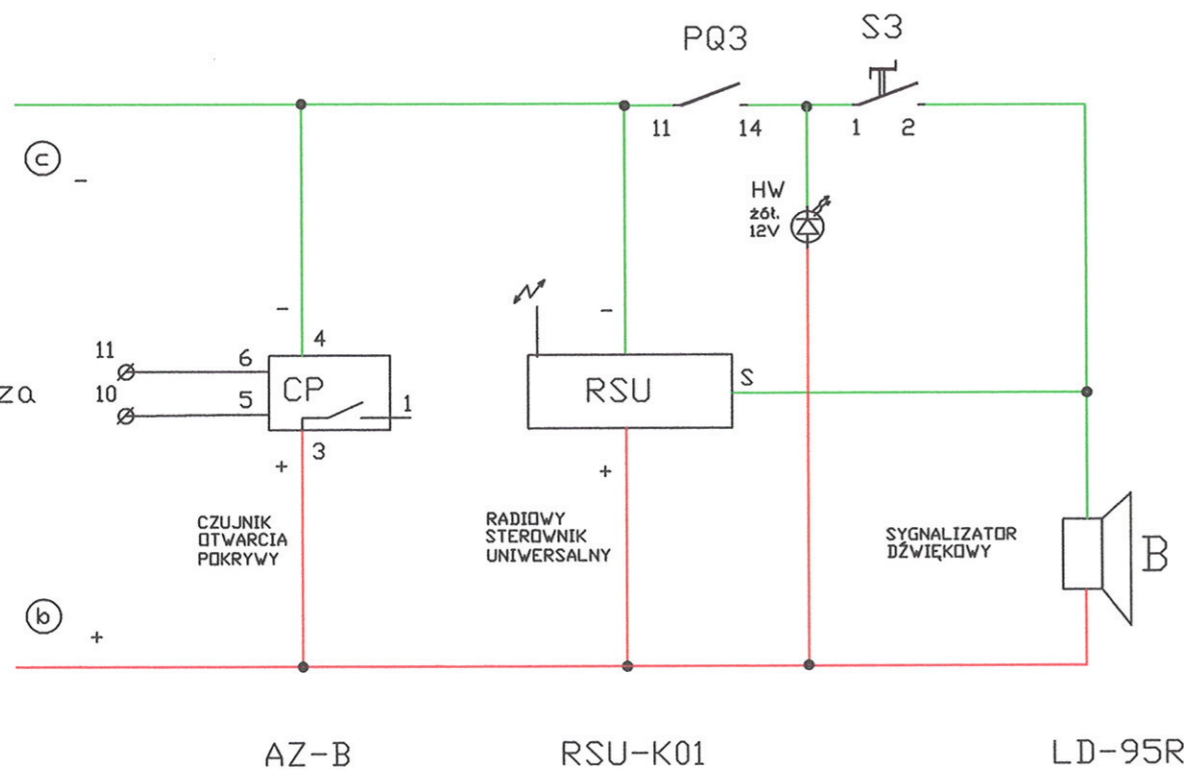 PQ3
S3
11
14
1
2
c
-
HW
żół.
12V
-
4
-
11
6
CP
1
RSU
S
10
5
za
3
+
+
CZUJNIK
OTWARCIA
POKRYWY
RADIOWY
STEROWNIK
UNIWERSALNY
SYGNALIZATOR
DŹWIĘKOWY
B
b
+
AZ-B
RSU-K01
LD-95R